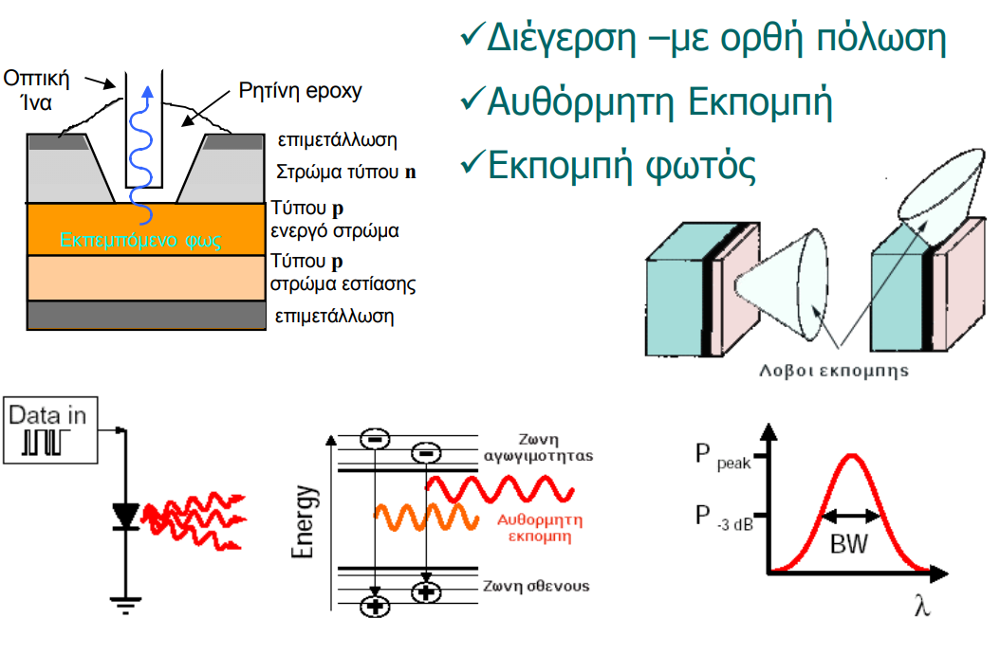 ✓Διέγερση –με ορθή πόλωση
✓Αυθόρμητη Εκπομπή
✓Εκπομπή φωτός
Οπτική
Ίνα
Ρητίνη epoxy
επιμετάλλωση
Στρώμα τύπου n
Τύπου p
ενεργό στρώμα
Εκπεμπόμενο φως
Τύπου p
στρώμα εστίασης
επιμετάλλωση
Λοβοι εκπομπης
Data in
Energy
Ζωνη
αγωγιμοτητας
Αυθορμητη
εκπομπη
Ζωνη σθενους
P peak
P -3 dB
BW
λ